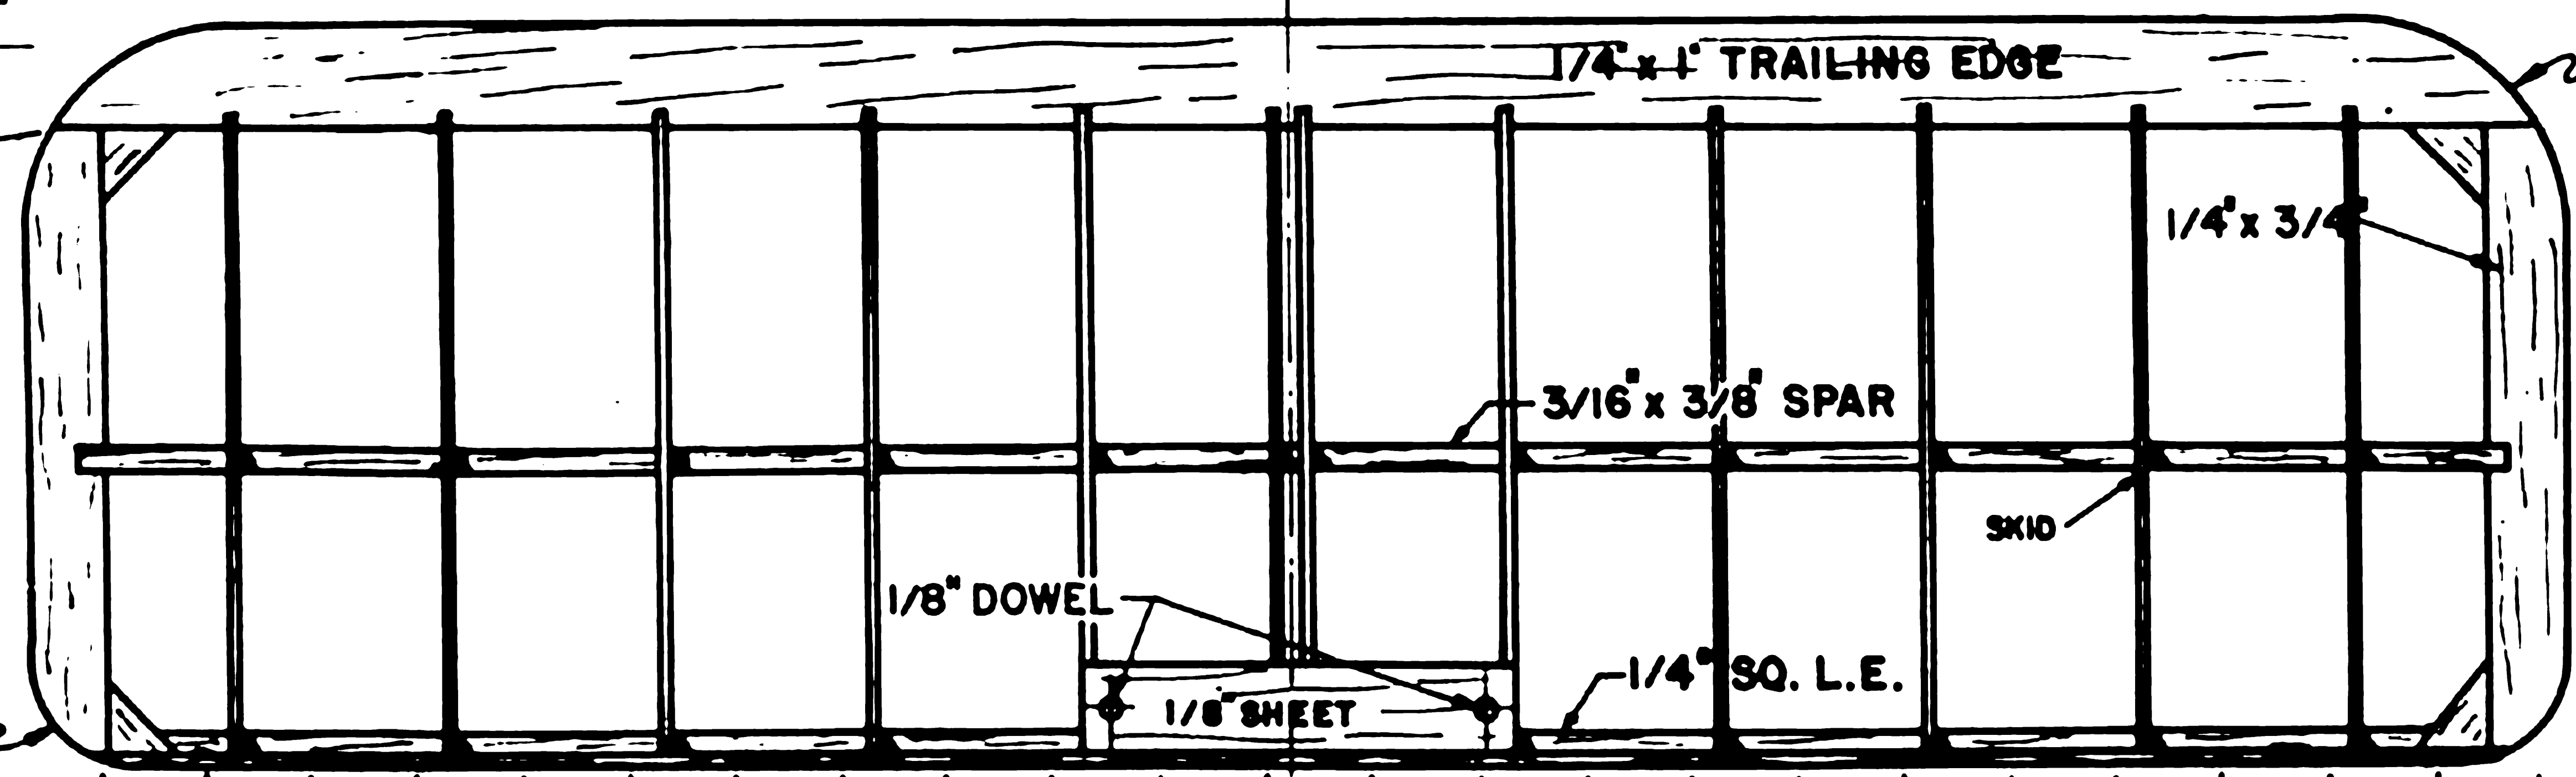 1/4" x 1" TRAILING EDGE
1/4" x 3/4"
3/16" x 3/8" SPAR
SKID
1/8" DOWEL
1/4" SQ. L.E.
1/8" SHEET